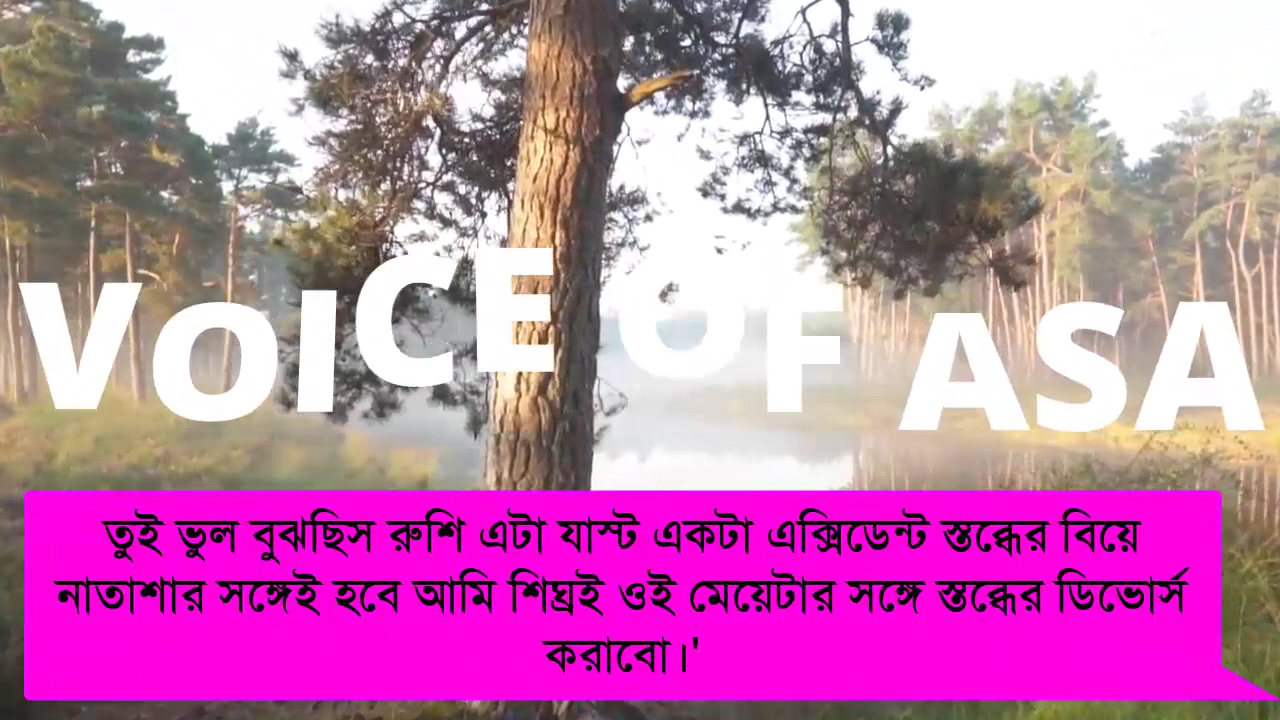 VOICE OF ASA
তুই ভুল বুঝছিস রুশি এটা যাস্ট একটা এক্সিডেন্ট স্তব্ধের বিয়ে
নাতাশার সঙ্গেই হবে আমি শিঘ্রই ওই মেয়েটার সঙ্গে স্তব্ধের ডিভোর্স
করাবো।'